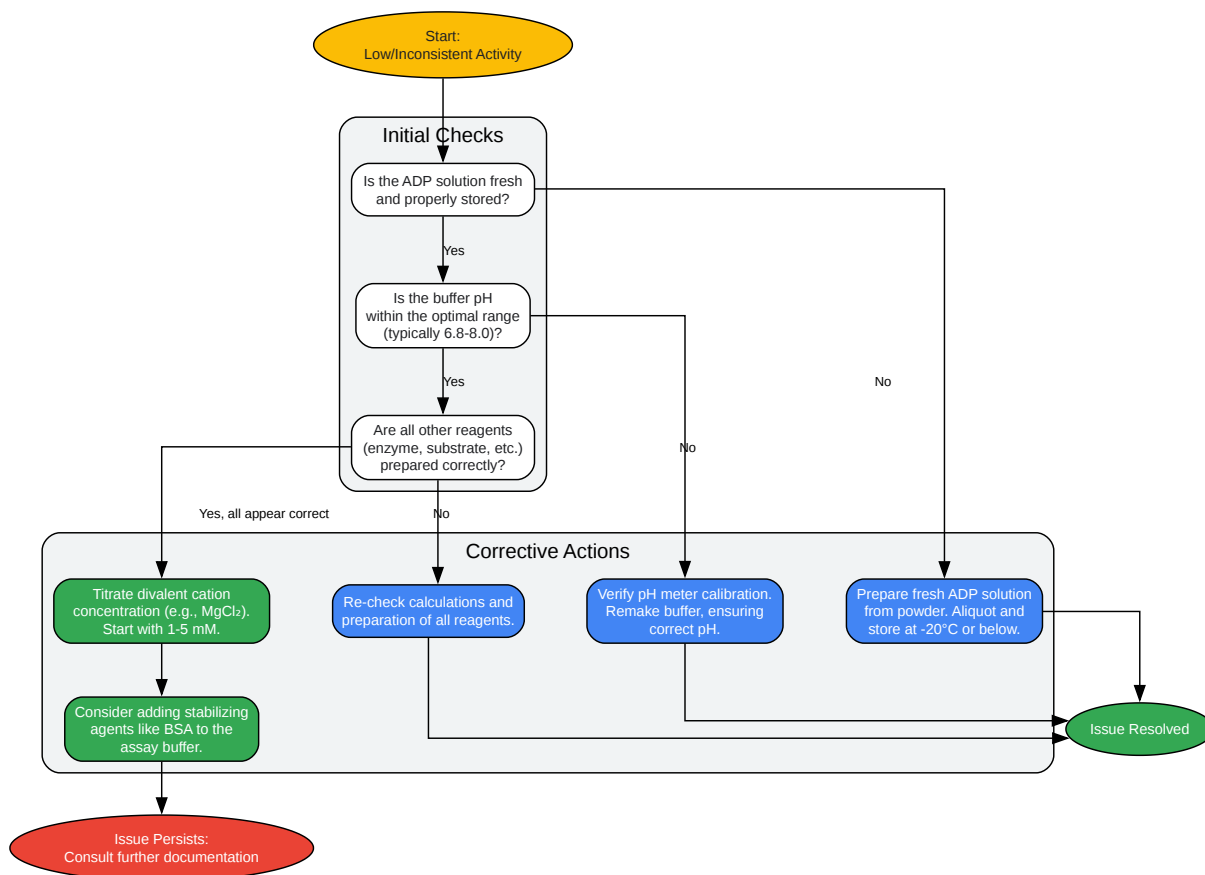 Start:
Low/Inconsistent Activity
Initial Checks
Is the ADP solution fresh
and properly stored?
Yes
Is the buffer pH
within the optimal range
(typically 6.8-8.0)?
Yes
No
Are all other reagents
(enzyme, substrate, etc.)
prepared correctly?
No
Yes, all appear correct
No
Corrective Actions
Titrate divalent cation
concentration (e.g., MgCl₂).
Start with 1-5 mM.
Re-check calculations and
preparation of all reagents.
Verify pH meter calibration.
Remake buffer, ensuring
correct pH.
Prepare fresh ADP solution
from powder. Aliquot and
store at -20°C or below.
Consider adding stabilizing
agents like BSA to the
assay buffer.
Issue Resolved
Issue Persists:
Consult further documentation